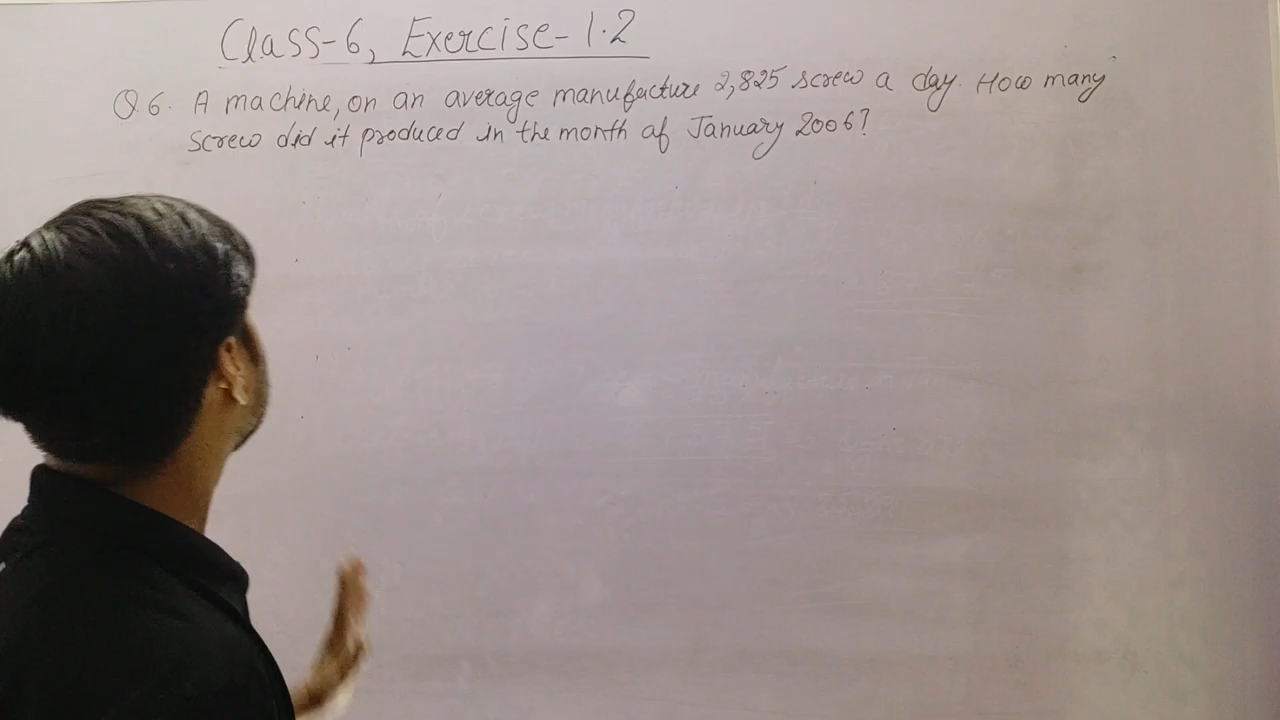 Class-6, Exercise-1.2
Q.6. A machine, on an average manufacture 2,825 screw a day. How many
screw did it produced in the month of January 2006?